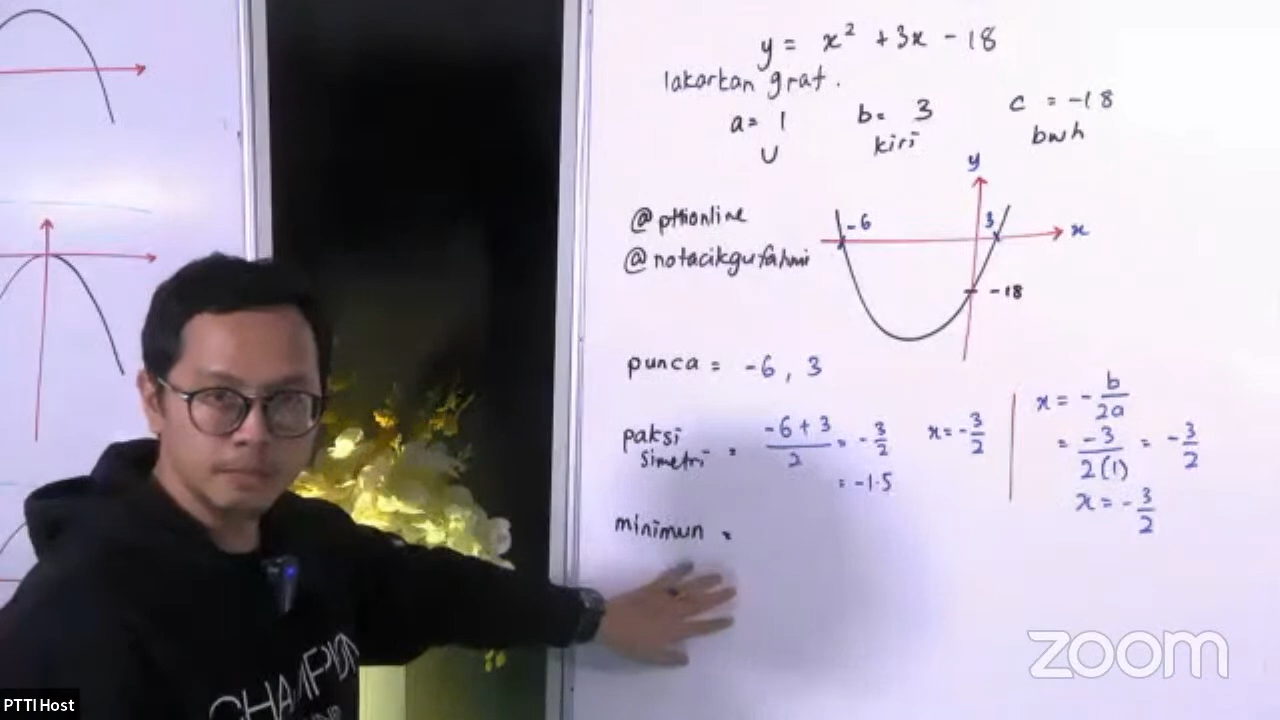 y = x² + 3x - 18
lakarkan graf.
a = 1 b = 3 c = -18
U kiri bwh
y
@pttionline
@notacikgufahmi
-6 3 x
-18
punca = -6, 3
paksi simetri = (-6 + 3)/2 = -3/2 x = -3/2
= -1.5
x = -b/2a
= -3/2(1) = -3/2
x = -3/2
minimun =
CHAMPION
zoom
PTTI Host